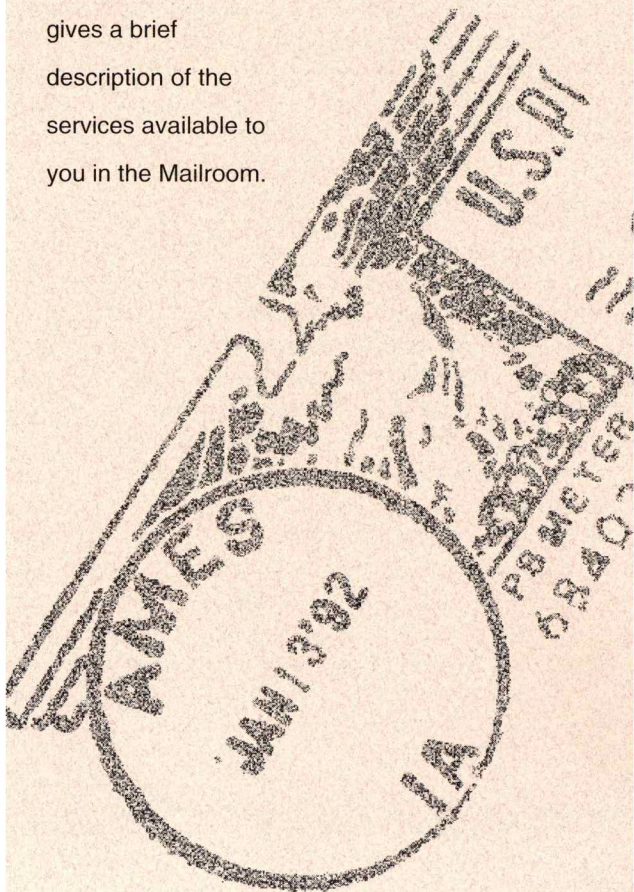 gives a brief
description of the
services available to
you in the Mailroom.
U.S.
PB METER
AMES
JAN 13 '92
IA